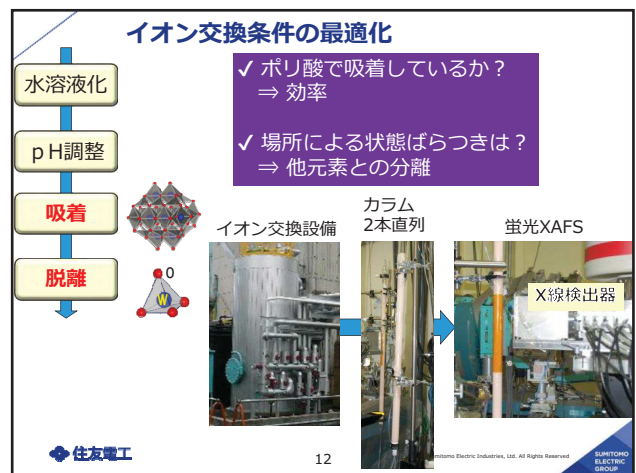 イオン交換条件の最適化
水溶液化
pH調整
吸着
脱離
✓ ポリ酸で吸着しているか?
⇒ 効率
✓ 場所による状態ばらつきは?
⇒ 他元素との分離
O
W
イオン交換設備
カラム
2本直列
蛍光XAFS
X線検出器
住友電工
12
umitomo Electric Industries, Ltd. All Rights Reserved
SUMITOMO
ELECTRIC
GROUP